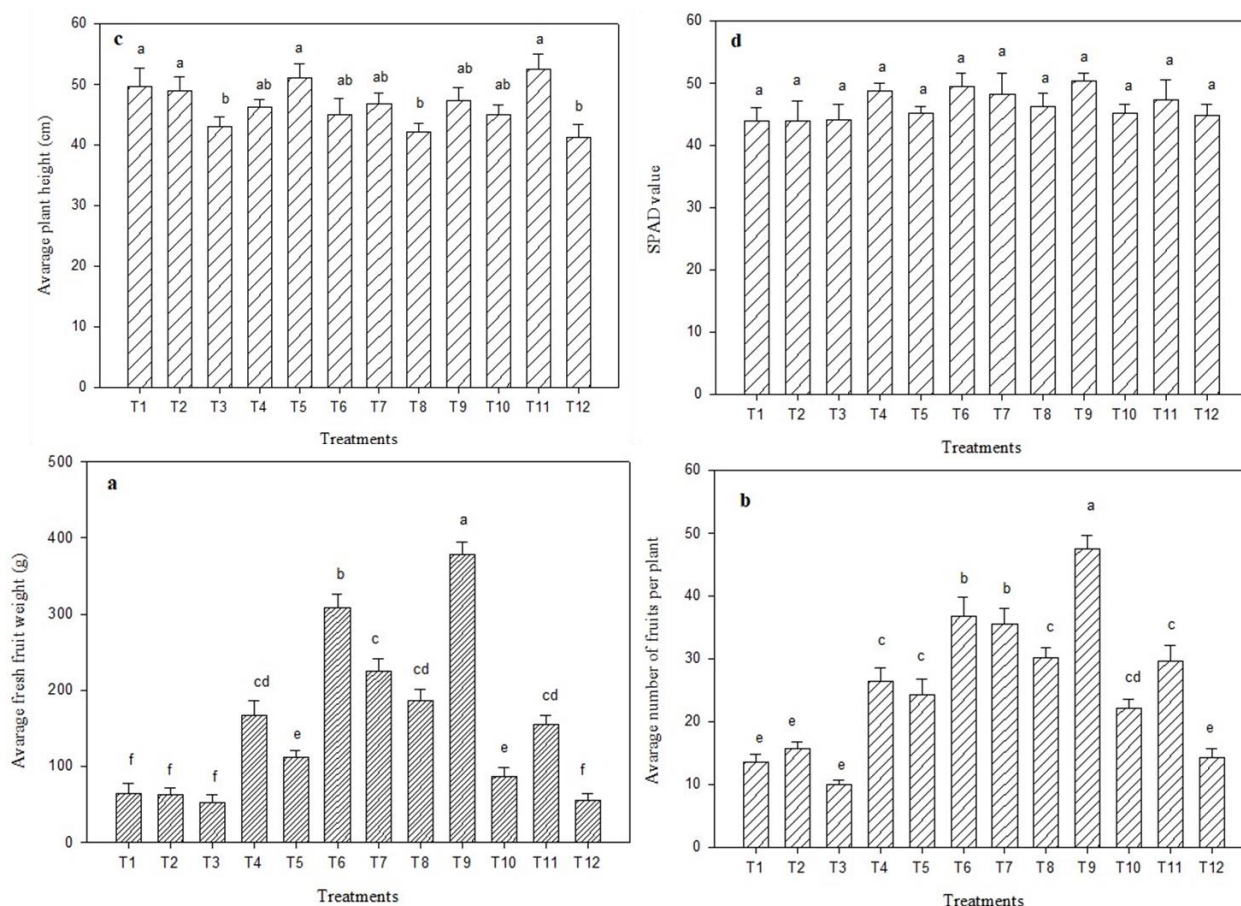 c
Avarage plant height (cm)
60
50
40
30
20
10
0
a a b ab a ab ab b ab ab a b
T1 T2 T3 T4 T5 T6 T7 T8 T9 T10 T11 T12
Treatments
d
SPAD value
60
50
40
30
20
10
0
a a a a a a a a a a a a
T1 T2 T3 T4 T5 T6 T7 T8 T9 T10 T11 T12
Treatments
a
Avarage fresh fruit weight (g)
500
400
300
200
100
0
f f f cd e b c cd a e cd f
T1 T2 T3 T4 T5 T6 T7 T8 T9 T10 T11 T12
Treatments
b
Avarage number of fruits per plant
60
50
40
30
20
10
0
e e e c c b b c a cd c e
T1 T2 T3 T4 T5 T6 T7 T8 T9 T10 T11 T12
Treatments